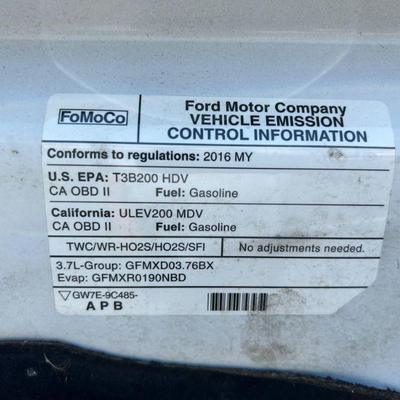 FoMoCo
Ford Motor Company
VEHICLE EMISSION
CONTROL INFORMATION
Conforms to regulations: 2016 MY
U.S. EPA: T3B200 HDV
CA OBD II Fuel: Gasoline
California: ULEV200 MDV
CA OBD II Fuel: Gasoline
TWC/WR-HO2S/HO2S/SFI No adjustments needed.
3.7L-Group: GFMXD03.76BX
Evap: GFMXR0190NBD
GW7E-9C485-
A P B